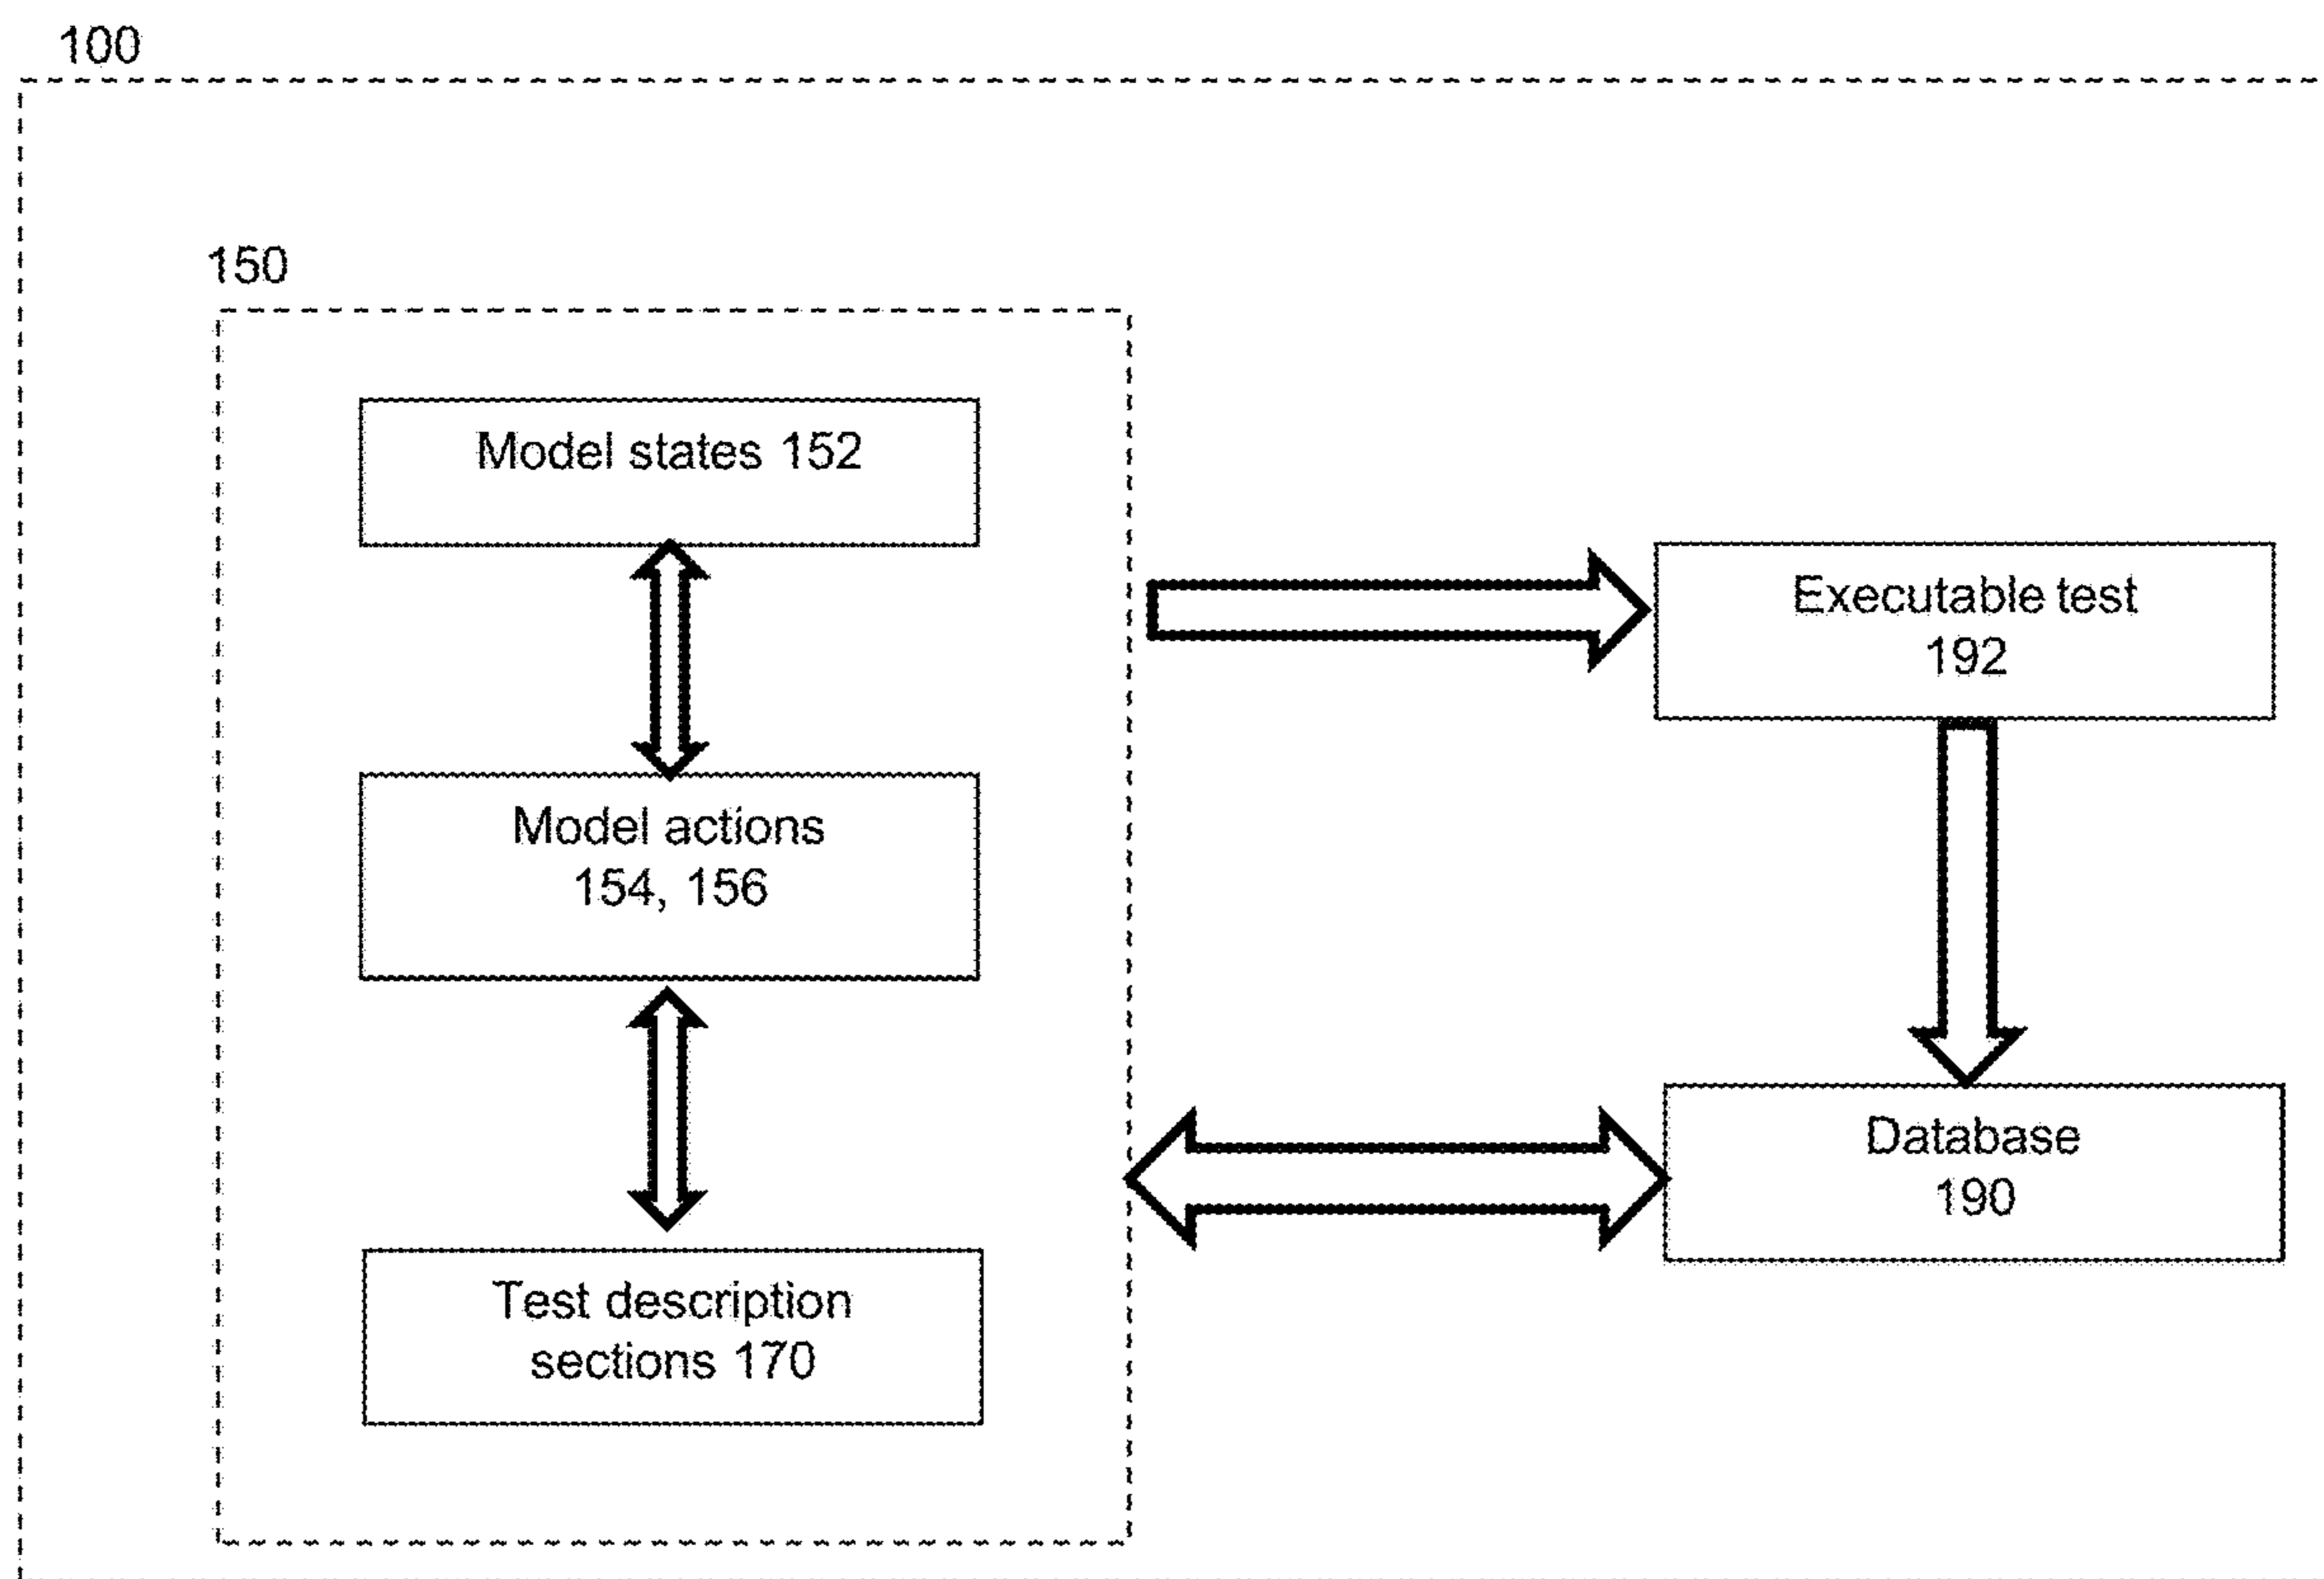 100
150
Model states 152
Model actions
154, 156
Test description
sections 170
Executable test
192
Database
190